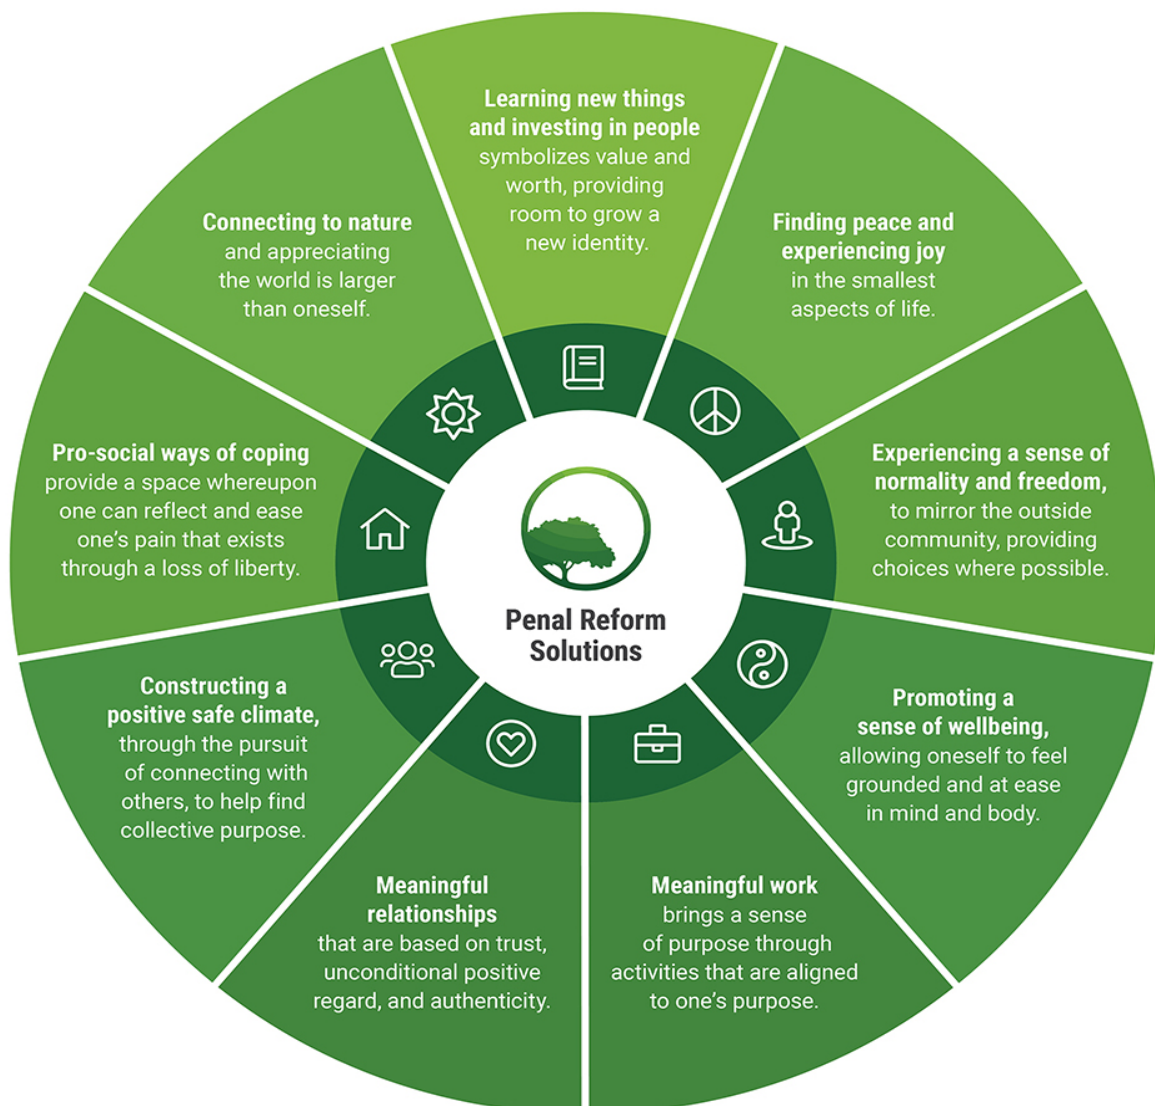 Learning new things
and investing in people
symbolizes value and
worth, providing
room to grow a
new identity.
Finding peace and
experiencing joy
in the smallest
aspects of life.
Experiencing a sense of
normality and freedom,
to mirror the outside
community, providing
choices where possible.
Promoting a
sense of wellbeing,
allowing oneself to feel
grounded and at ease
in mind and body.
Meaningful work
brings a sense
of purpose through
activities that are aligned
to one's purpose.
Meaningful
relationships
that are based on trust,
unconditional positive
regard, and authenticity.
Constructing a
positive safe climate,
through the pursuit
of connecting with
others, to help find
collective purpose.
Pro-social ways of coping
provide a space whereupon
one can reflect and ease
one's pain that exists
through a loss of liberty.
Connecting to nature
and appreciating
the world is larger
than oneself.
Penal Reform
Solutions